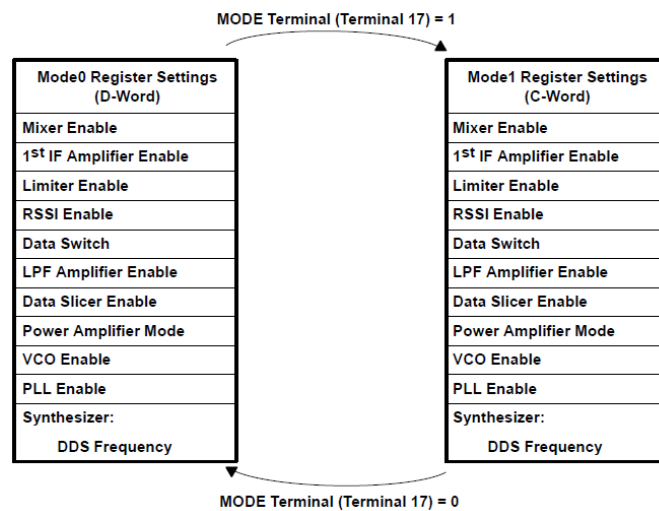 MODE Terminal (Terminal 17) = 1
Mode0 Register Settings
(D-Word)
Mixer Enable
1st IF Amplifier Enable
Limiter Enable
RSSI Enable
Data Switch
LPF Amplifier Enable
Data Slicer Enable
Power Amplifier Mode
VCO Enable
PLL Enable
Synthesizer:
DDS Frequency
Mode1 Register Settings
(C-Word)
Mixer Enable
1st IF Amplifier Enable
Limiter Enable
RSSI Enable
Data Switch
LPF Amplifier Enable
Data Slicer Enable
Power Amplifier Mode
VCO Enable
PLL Enable
Synthesizer:
DDS Frequency
MODE Terminal (Terminal 17) = 0